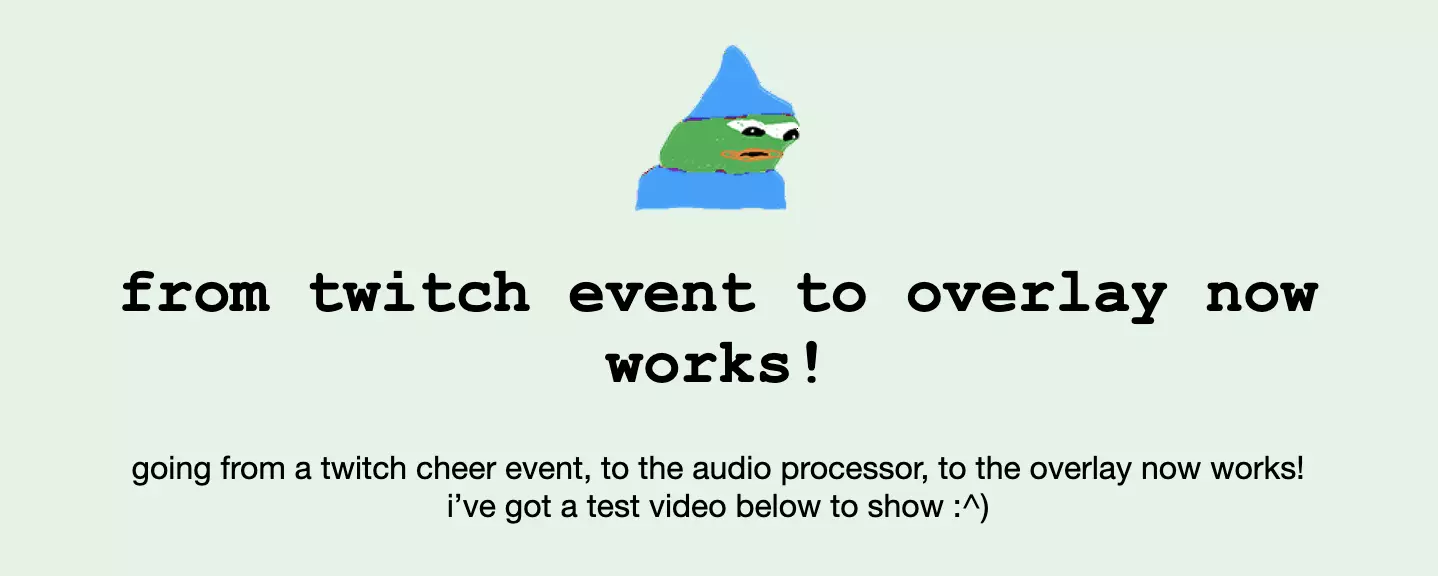 from twitch event to overlay now
works!
going from a twitch cheer event, to the audio processor, to the overlay now works!
i’ve got a test video below to show :^)